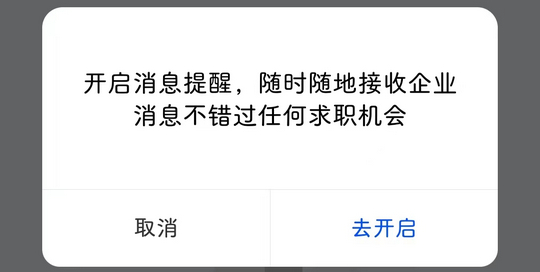 开启消息提醒，随时随地接收企业
消息不错过任何求职机会
取消
去开启